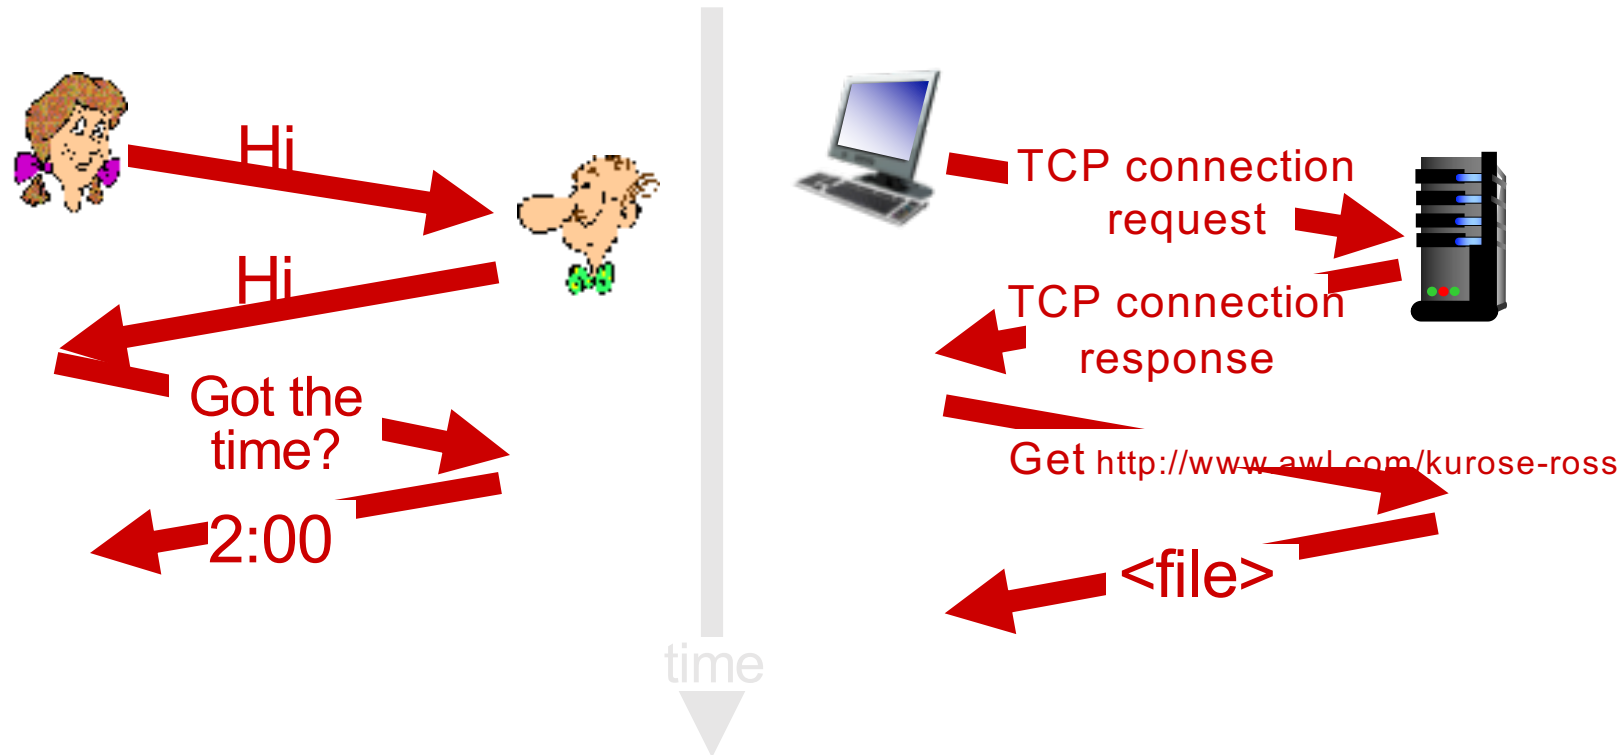 Hi
Hi
Got the
time?
2:00
time
TCP connection
request
TCP connection
response
Get http://www.awl.com/kurose-ross
<file>